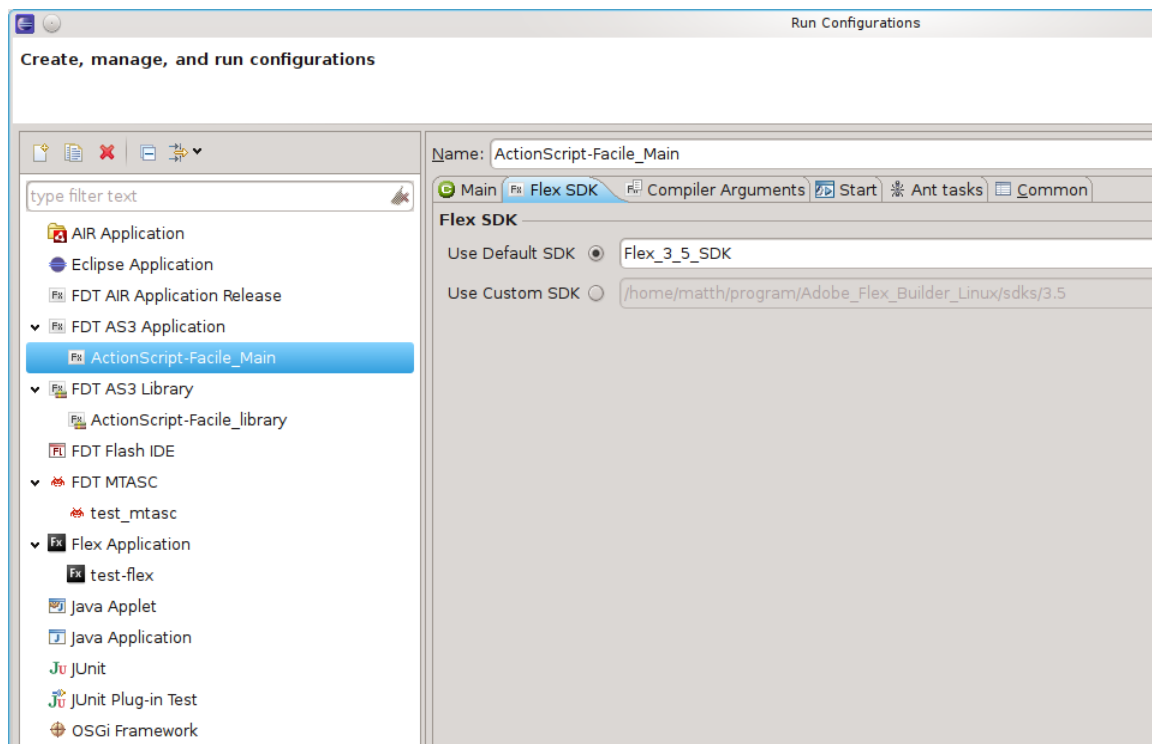 Run Configurations
Create, manage, and run configurations
type filter text
AIR Application
Eclipse Application
FDT AIR Application Release
FDT AS3 Application
ActionScript-Facile_Main
FDT AS3 Library
ActionScript-Facile_library
FDT Flash IDE
FDT MTASC
test_mtasc
Flex Application
test-flex
Java Applet
Java Application
JUnit
JUnit Plug-in Test
OSGi Framework
Name: ActionScript-Facile_Main
Main Flex SDK Compiler Arguments Start Ant tasks Common
Flex SDK
Use Default SDK Flex_3_5_SDK
Use Custom SDK /home/matth/program/Adobe_Flex_Builder_Linux/sdks/3.5